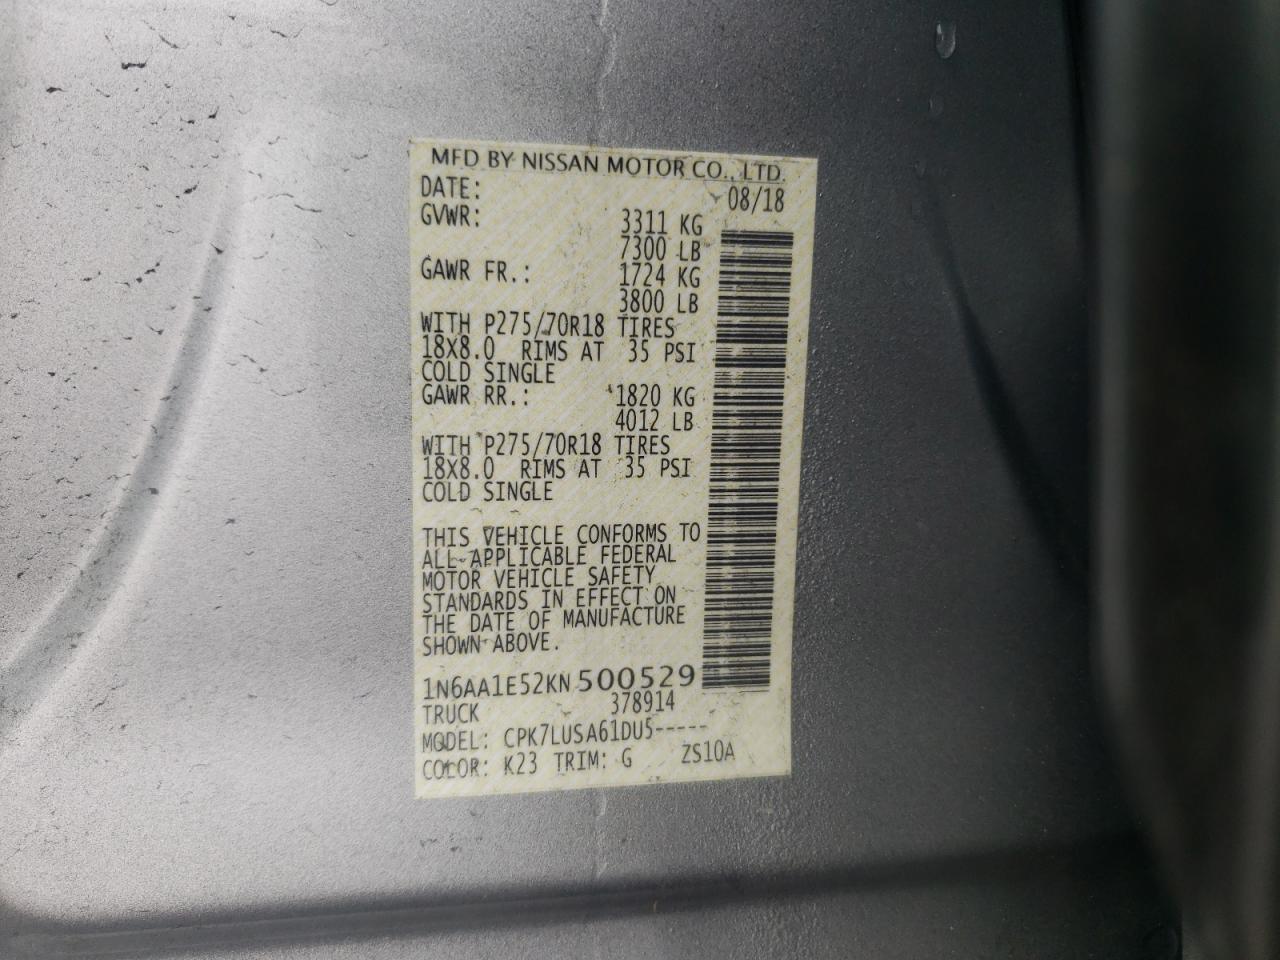 MFD BY NISSAN MOTOR CO., LTD.
DATE: 08/18
GVWR: 3311 KG
7300 LB
GAWR FR.: 1724 KG
3800 LB
WITH P275/70R18 TIRES
18X8.0 RIMS AT 35 PSI
COLD SINGLE
GAWR RR.: 1820 KG
4012 LB
WITH P275/70R18 TIRES
18X8.0 RIMS AT 35 PSI
COLD SINGLE
THIS VEHICLE CONFORMS TO
ALL APPLICABLE FEDERAL
MOTOR VEHICLE SAFETY
STANDARDS IN EFFECT ON
THE DATE OF MANUFACTURE
SHOWN ABOVE.
1N6AA1E52KN500529
TRUCK 378914
MODEL: CPK7LUSA61DU5-----
COLOR: K23 TRIM: G ZS10A